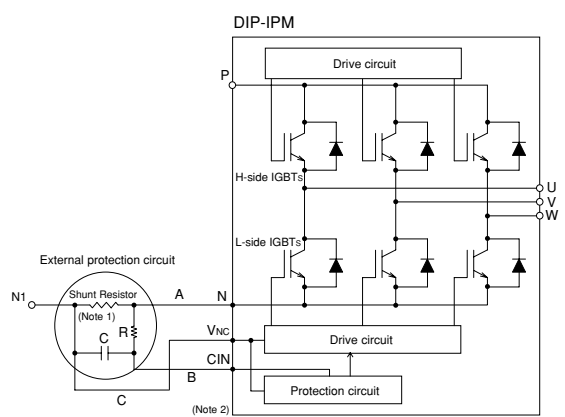 DIP-IPM
Drive circuit
P
H-side IGBTs
U
V
W
L-side IGBTs
External protection circuit
N1
Shunt Resistor
A
N
(Note 1)
R
VNC
Drive circuit
C
CIN
B
C
Protection circuit
(Note 2)